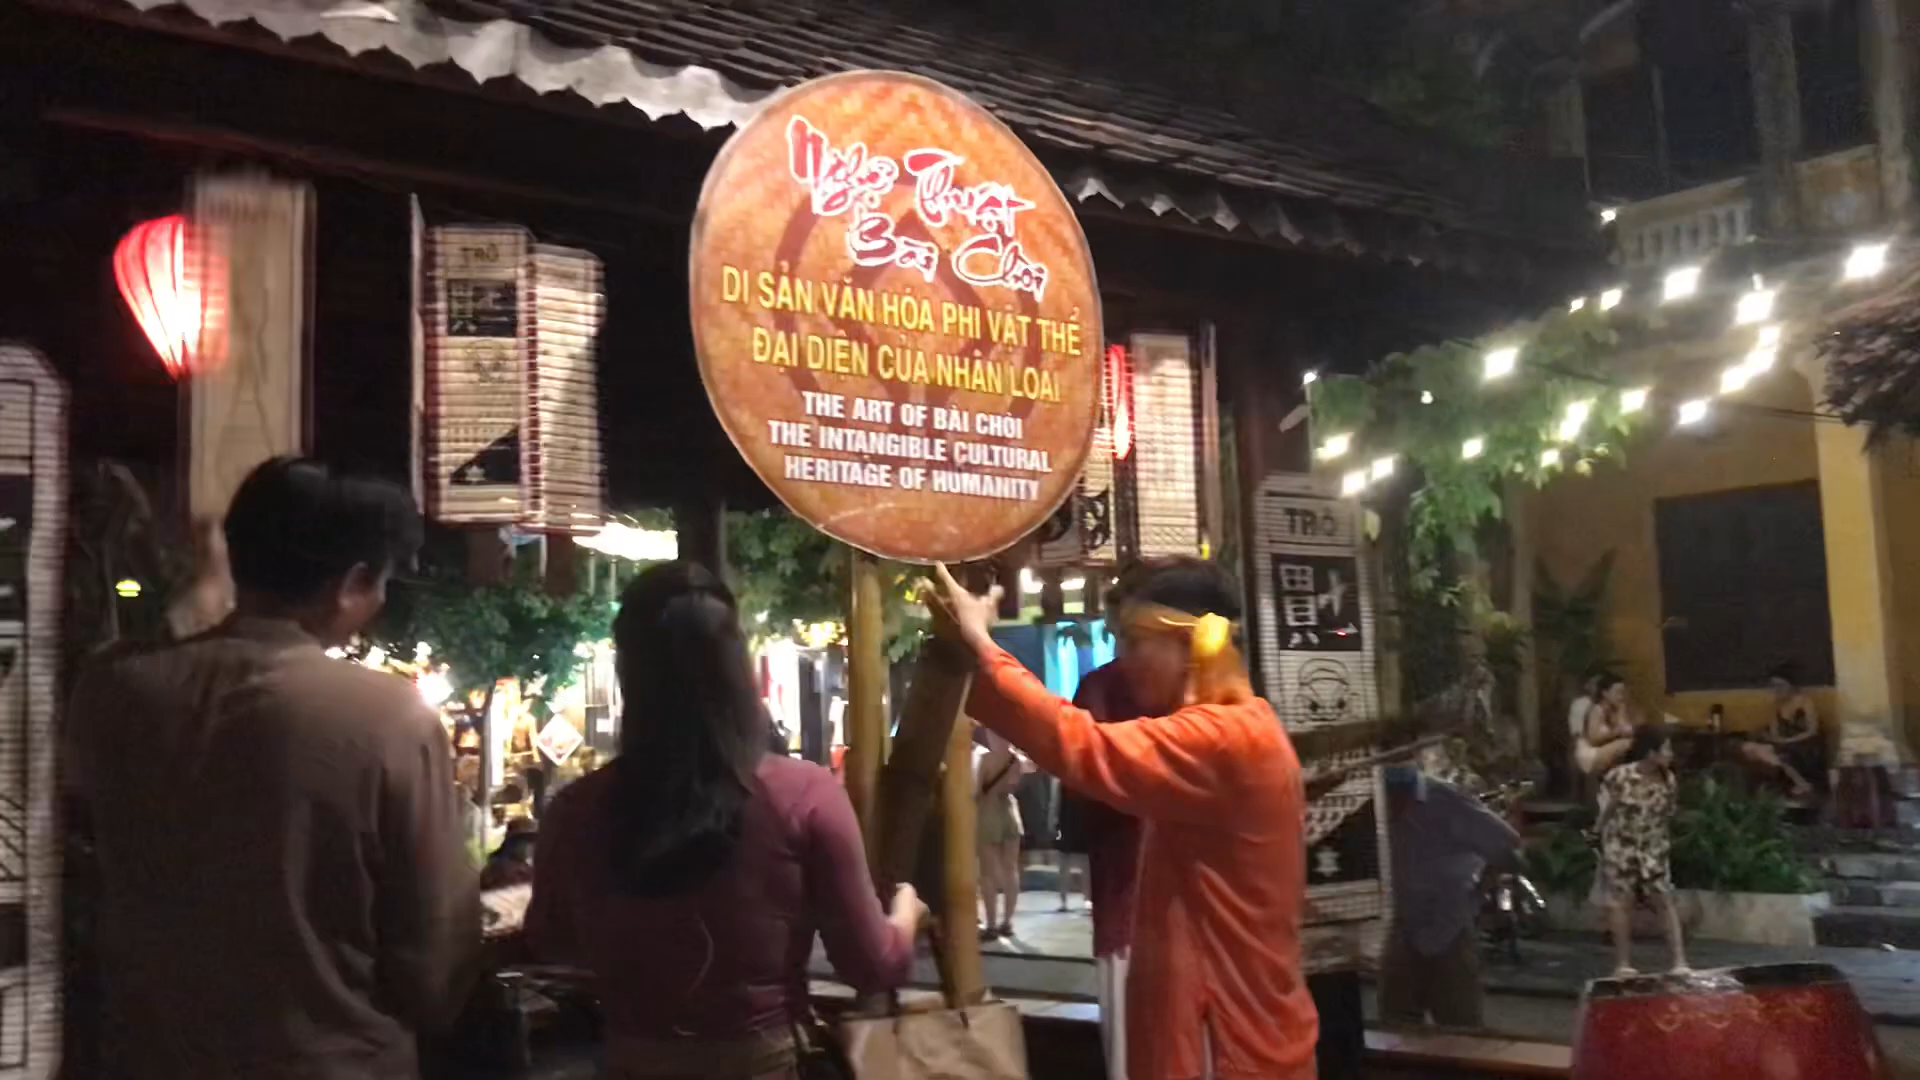 Nghệ Thuật
Bài Chòi
DI SẢN VĂN HÓA PHI VẬT THỂ
ĐẠI DIỆN CỦA NHÂN LOẠI
THE ART OF BÀI CHÒI
THE INTANGIBLE CULTURAL
HERITAGE OF HUMANITY
TRÒ
TRÒ